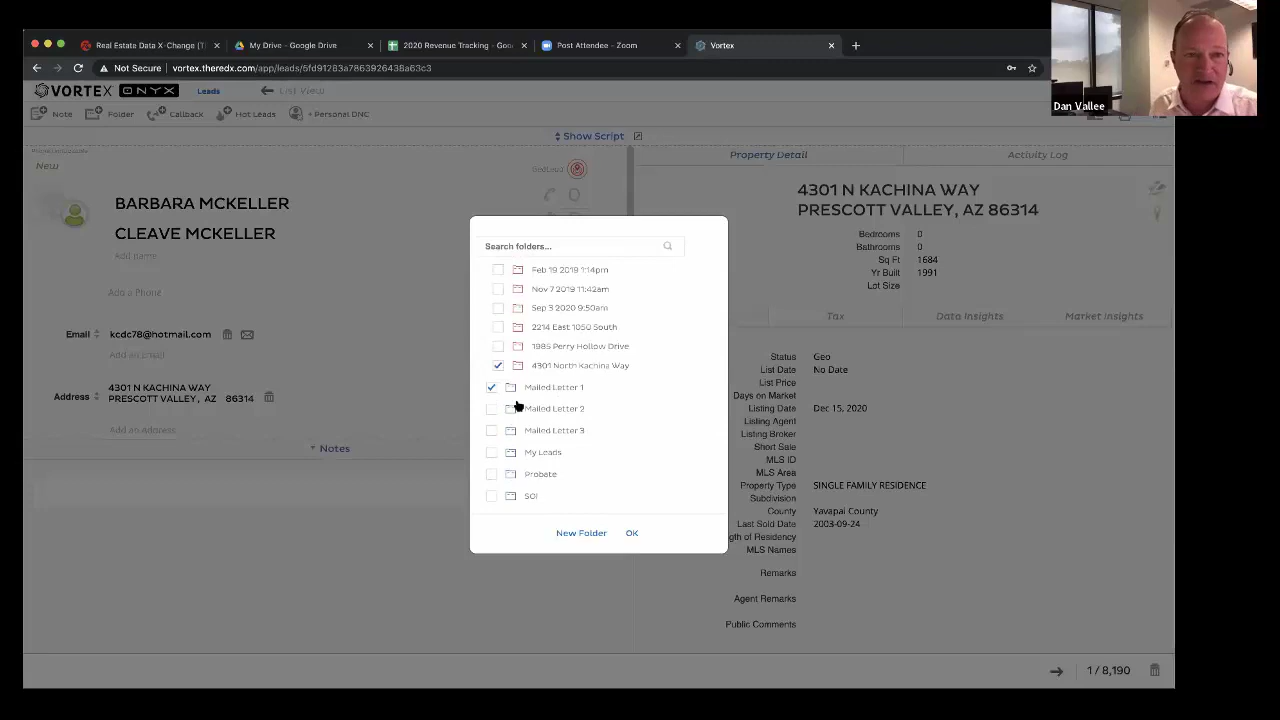 Real Estate Data X-Change (T
My Drive - Google Drive
2020 Revenue Tracking - Goo
Post Attendee - Zoom
Vortex
Not Secure
vortex.theredx.com/app/leads/5fd91283a7863926438a63c3
Dan Vallee
VORTEX ONYX
Leads
List View
Note
Folder
Callback
Hot Leads
+ Personal DNC
Show Script
Property Detail
Activity Log
New
BARBARA MCKELLER
CLEAVE MCKELLER
Add name
Add a Phone
Email
kcdc78@hotmail.com
Add an Email
Address
4301 N KACHINA WAY
PRESCOTT VALLEY, AZ 86314
Add an Address
Notes
Search folders...
Feb 19 2019 1:14pm
Nov 7 2019 11:42am
Sep 3 2020 9:50am
2214 East 1050 South
1985 Perry Hollow Drive
4301 North Kachina Way
Mailed Letter 1
Mailed Letter 2
Mailed Letter 3
My Leads
Probate
SOI
New Folder
OK
4301 N KACHINA WAY
PRESCOTT VALLEY, AZ 86314
Bedrooms 0
Bathrooms 0
Sq Ft 1684
Yr Built 1991
Lot Size
Tax
Data Insights
Market Insights
Status Geo
List Date No Date
List Price
Days on Market
Listing Date Dec 15, 2020
Listing Agent
Listing Broker
Short Sale
MLS ID
MLS Area
Property Type SINGLE FAMILY RESIDENCE
Subdivision
County Yavapai County
Last Sold Date 2003-09-24
gth of Residency
MLS Names
Remarks
Agent Remarks
Public Comments
1 / 8,190